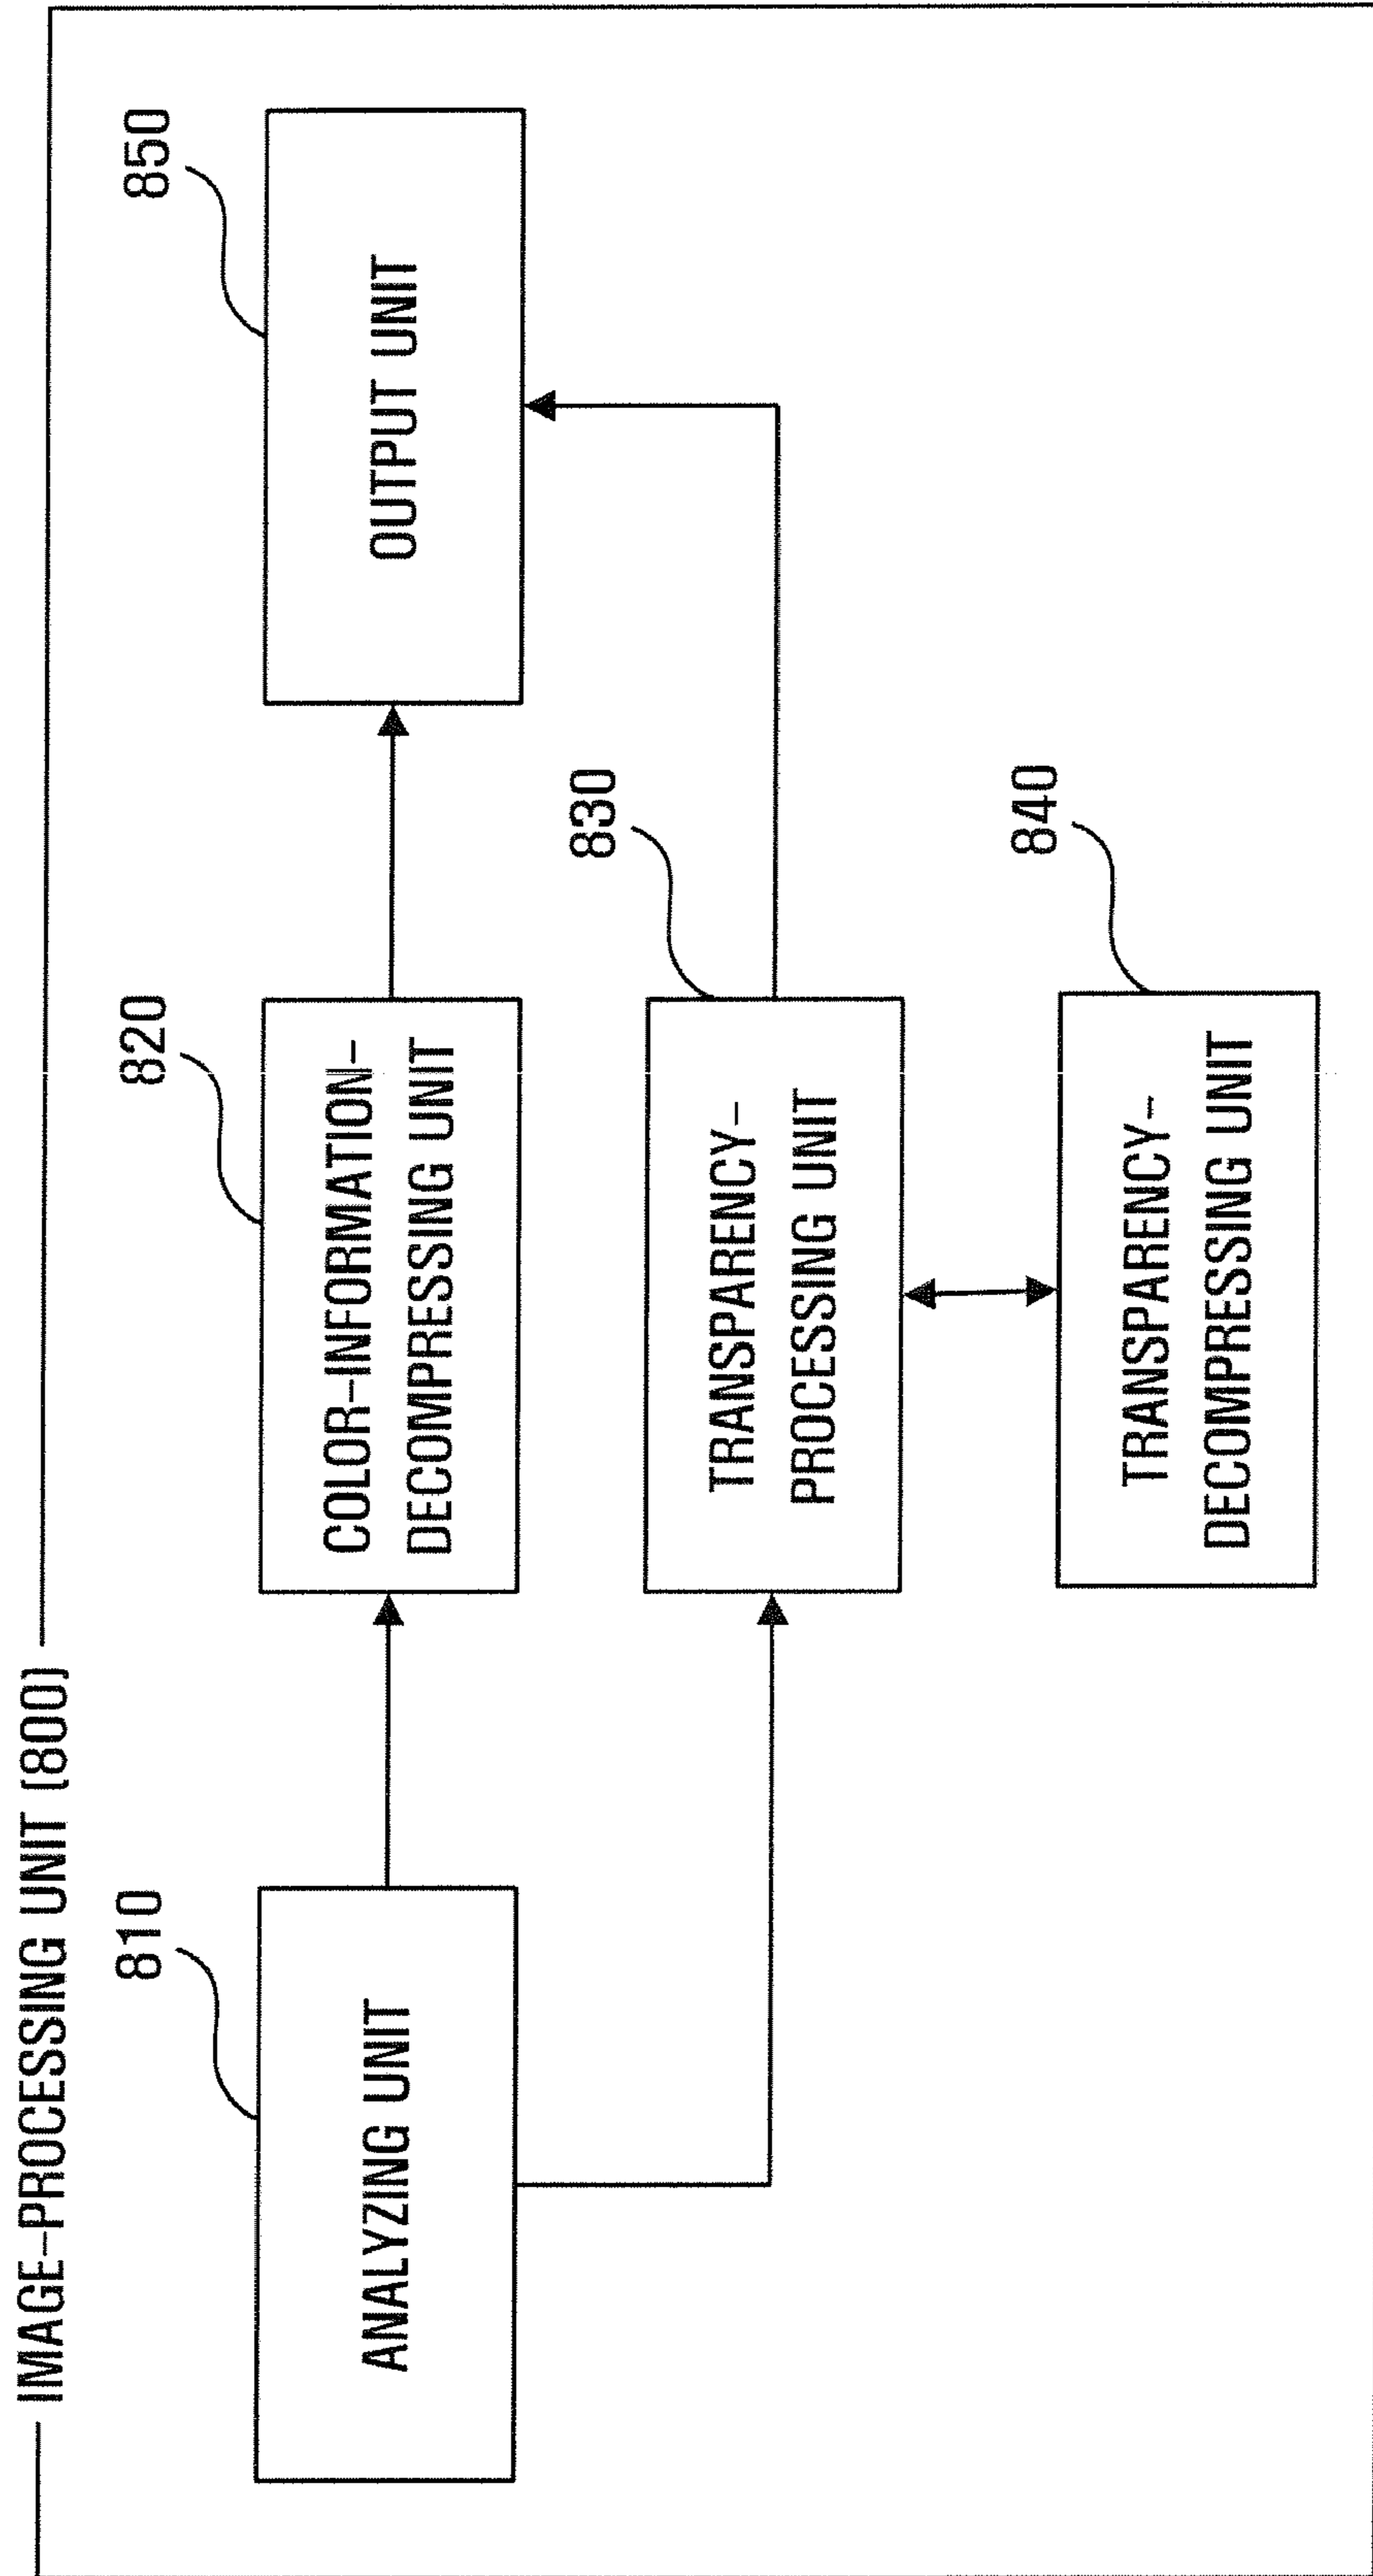 IMAGE-PROCESSING UNIT (800)
810
ANALYZING UNIT
820
COLOR-INFORMATION-
DECOMPRESSING UNIT
850
OUTPUT UNIT
830
TRANSPARENCY-
PROCESSING UNIT
840
TRANSPARENCY-
DECOMPRESSING UNIT